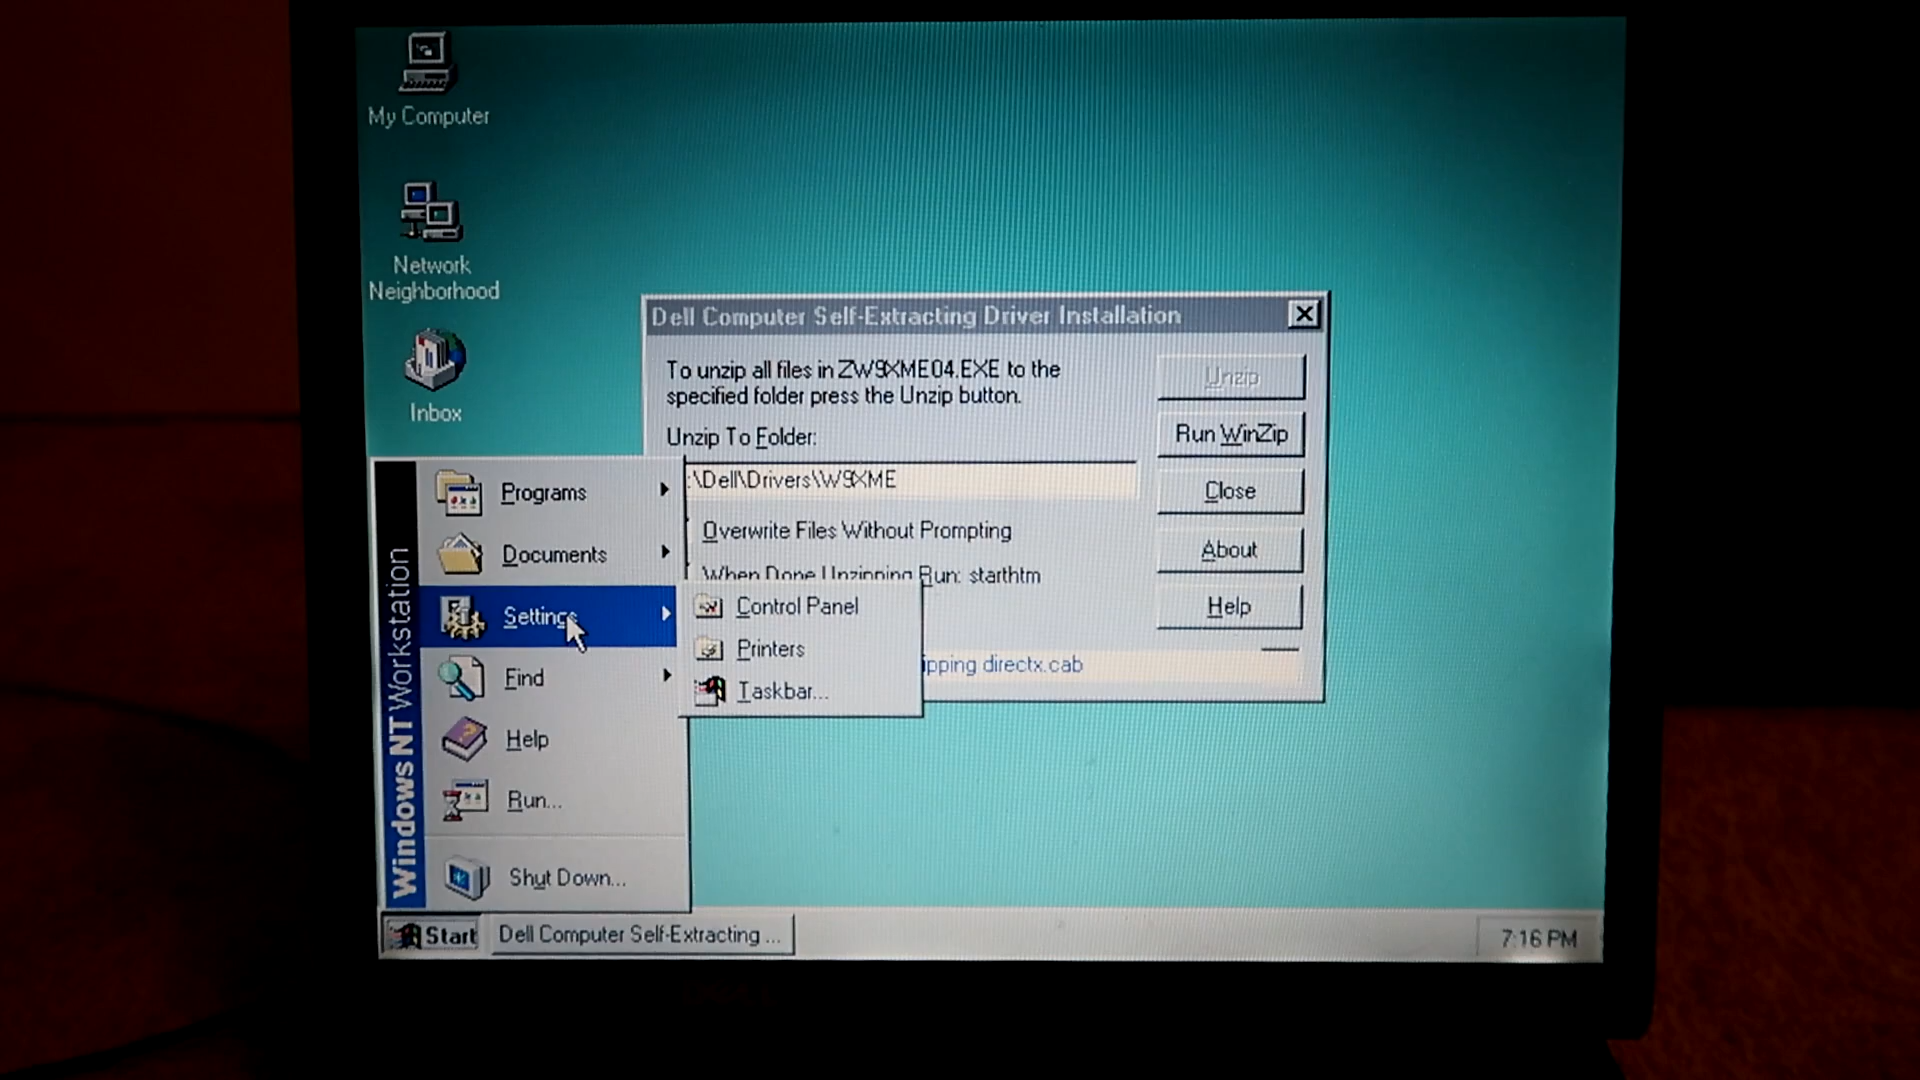 My Computer
Network
Neighborhood
Inbox
Dell Computer Self-Extracting Driver Installation
To unzip all files in ZW9XME04.EXE to the
specified folder press the Unzip button.
Unzip To Folder:
:\Dell\Drivers\W9XME
Overwrite Files Without Prompting
When Done Unzipping Run: starthtm
ipping directx.cab
Unzip
Run WinZip
Close
About
Help
Windows NT Workstation
Programs
Documents
Settings
Find
Help
Run...
Shut Down...
Control Panel
Printers
Taskbar...
Start
Dell Computer Self-Extracting ...
7:16 PM